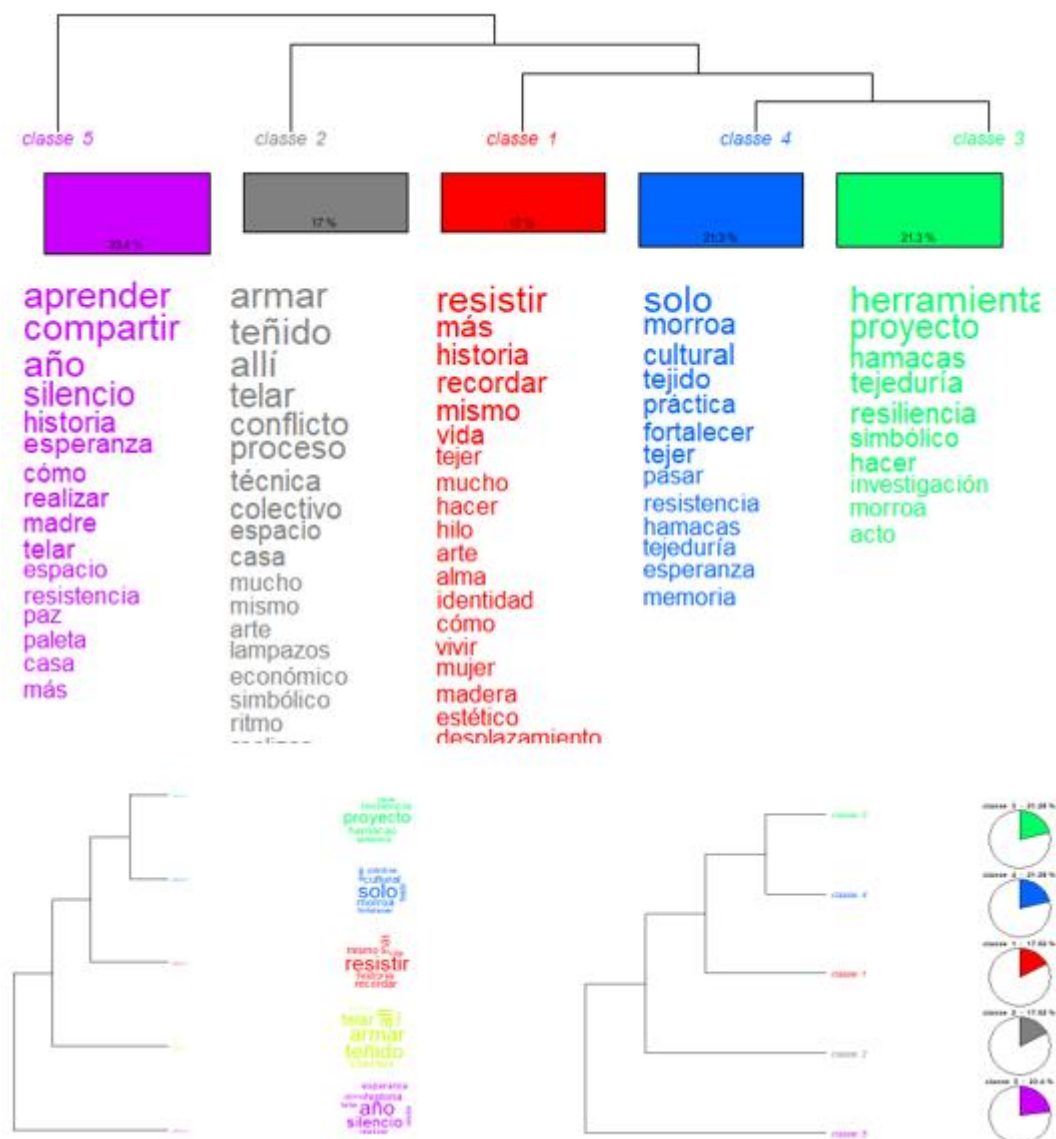 classe 5
classe 2
classe 1
classe 4
classe 3
23.4 %
17 %
17 %
21.3 %
21.3 %
aprender
compartir
año
silencio
historia
esperanza
cómo
realizar
madre
telar
espacio
resistencia
paz
paleta
casa
más
armar
teñido
allí
telar
conflicto
proceso
técnica
colectivo
espacio
casa
mucho
mismo
arte
lampazos
económico
simbólico
ritmo
resistir
más
historia
recordar
mismo
vida
tejer
mucho
hacer
hilo
arte
alma
identidad
cómo
vivir
mujer
madera
estético
desplazamiento
solo
morroa
cultural
tejido
práctica
fortalecer
tejer
pasar
resistencia
hamacas
tejeduría
esperanza
memoria
herramienta
proyecto
hamacas
tejeduría
resiliencia
simbólico
hacer
investigación
morroa
acto
proyecto
hamacas
cultural
solo
morroa
mismo
resistir
historia
recordar
telar
armar
teñido
esperanza
historia
año
silencio
classe 3
classe 4
classe 1
classe 2
classe 5
classe 3 - 21.28 %
classe 4 - 21.28 %
classe 1 - 17.02 %
classe 2 - 17.02 %
classe 5 - 23.4 %